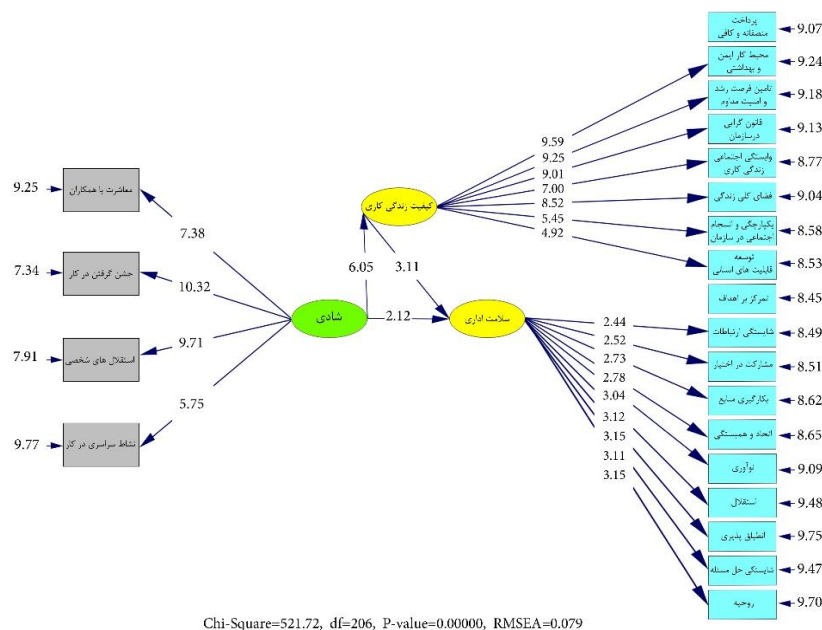 پرداخت
منصفانه و کافی
9.07
محیط کار ایمن
و بهداشتی
9.24
تامین فرصت رشد
و امنیت مداوم
9.18
قانون گرایی
درسازمان
9.13
وابستگی اجتماعی
زندگی کاری
8.77
فضای کلی زندگی
9.04
یکپارچگی و انسجام
اجتماعی در سازمان
8.58
توسعه
قابلیت های انسانی
8.53
تمرکز بر اهداف
8.45
شایستگی ارتباطات
8.49
مشارکت در اختیار
8.51
بکارگیری منابع
8.62
اتحاد و همبستگی
8.65
نوآوری
9.09
استقلال
9.48
انطباق پذیری
9.75
شایستگی حل مسئله
9.47
روحیه
9.70
9.59
9.25
9.01
7.00
8.52
5.45
4.92
کیفیت زندگی کاری
6.05
3.11
2.12
شادی
سلامت اداری
2.44
2.52
2.73
2.78
3.04
3.12
3.15
3.11
3.15
9.25
معاشرت با همکاران
7.38
7.34
جشن گرفتن در کار
10.32
7.91
استقلال های شخصی
9.71
9.77
نشاط سراسری در کار
5.75
Chi-Square=521.72, df=206, P-value=0.00000, RMSEA=0.079